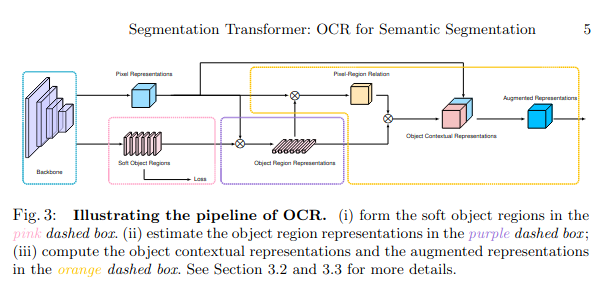 Segmentation Transformer: OCR for Semantic Segmentation 5
Pixel Representations
Pixel-Region Relation
Augmented Representations
Object Contextual Representations
Soft Object Regions
Object Region Representations
Backbone
Loss
Fig. 3: Illustrating the pipeline of OCR. (i) form the soft object regions in the
pink dashed box. (ii) estimate the object region representations in the purple dashed box;
(iii) compute the object contextual representations and the augmented representations
in the orange dashed box. See Section 3.2 and 3.3 for more details.